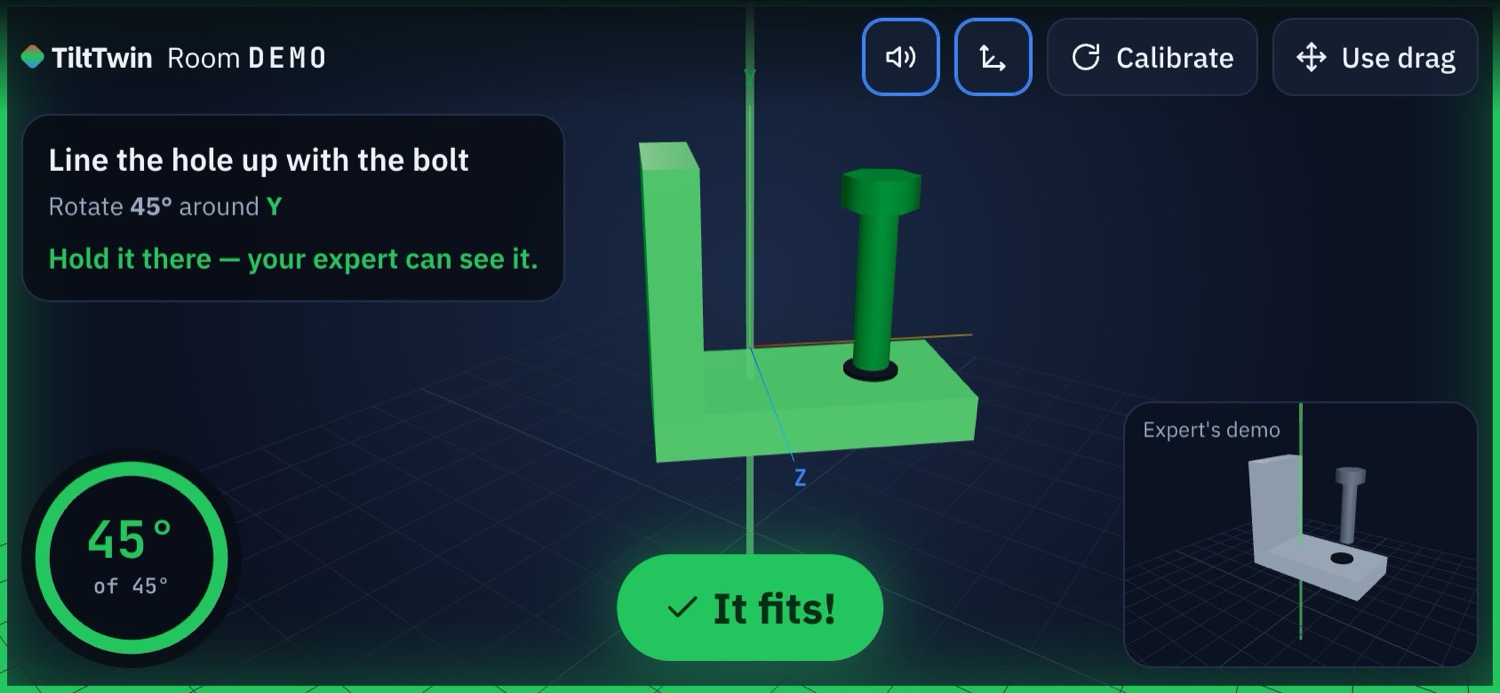 TiltTwin Room DEMO
Calibrate
Use drag
Line the hole up with the bolt
Rotate 45° around Y
Hold it there — your expert can see it.
Z
Expert's demo
45°
of 45°
It fits!